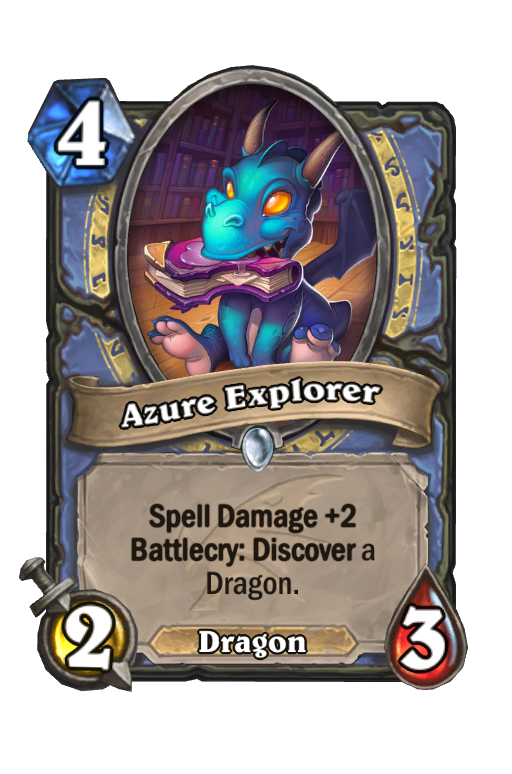 4
Azure Explorer
Spell Damage +2
Battlecry: Discover a
Dragon.
2
Dragon
3